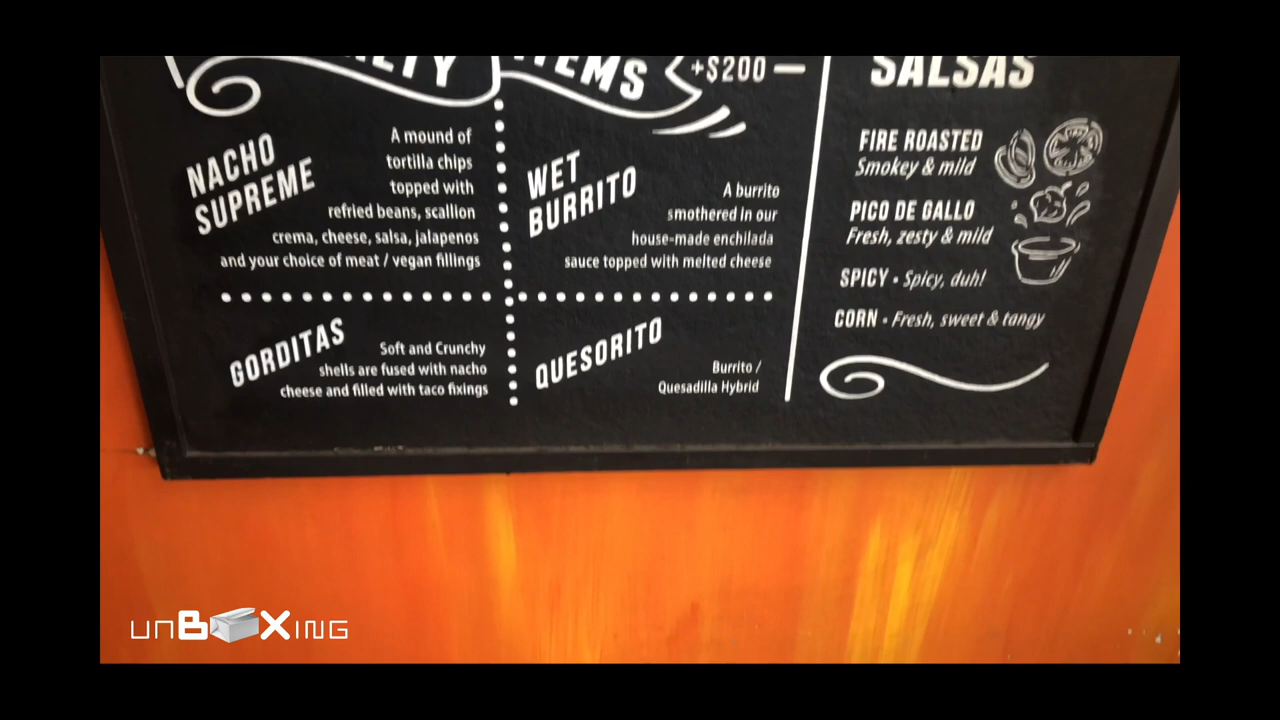 ITEMS
+$200 —
NACHO
SUPREME
A mound of
tortilla chips
topped with
refried beans, scallion
crema, cheese, salsa, jalapenos
and your choice of meat / vegan fillings
WET
BURRITO
A burrito
smothered in our
house-made enchilada
sauce topped with melted cheese
GORDITAS
Soft and Crunchy
shells are fused with nacho
cheese and filled with taco fixings
QUESORITO
Burrito /
Quesadilla Hybrid
SALSAS
FIRE ROASTED
Smokey & mild
PICO DE GALLO
Fresh, zesty & mild
SPICY • Spicy, duh!
CORN • Fresh, sweet & tangy
unBOXING